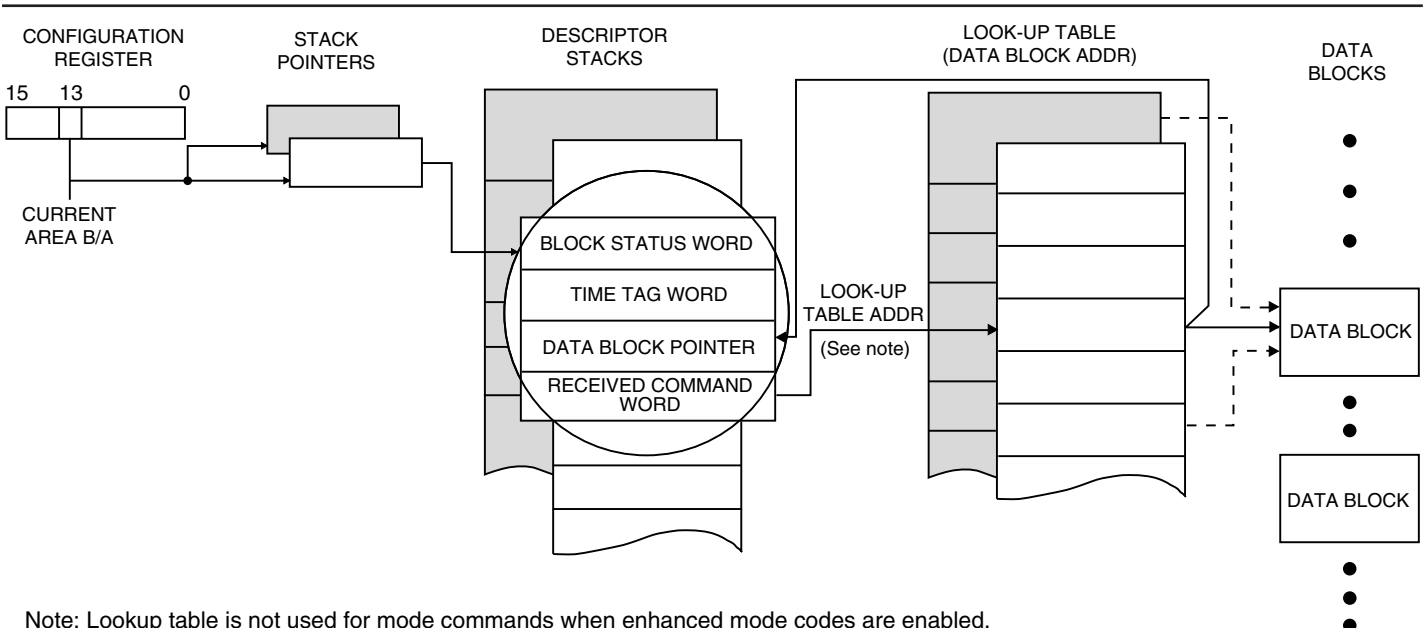 CONFIGURATION
REGISTER
15 13 0
CURRENT
AREA B/A
STACK
POINTERS
DESCRIPTOR
STACKS
BLOCK STATUS WORD
TIME TAG WORD
DATA BLOCK POINTER
RECEIVED COMMAND
WORD
LOOK-UP
TABLE ADDR
(See note)
LOOK-UP TABLE
(DATA BLOCK ADDR)
DATA
BLOCKS
DATA BLOCK
DATA BLOCK
Note: Lookup table is not used for mode commands when enhanced mode codes are enabled.